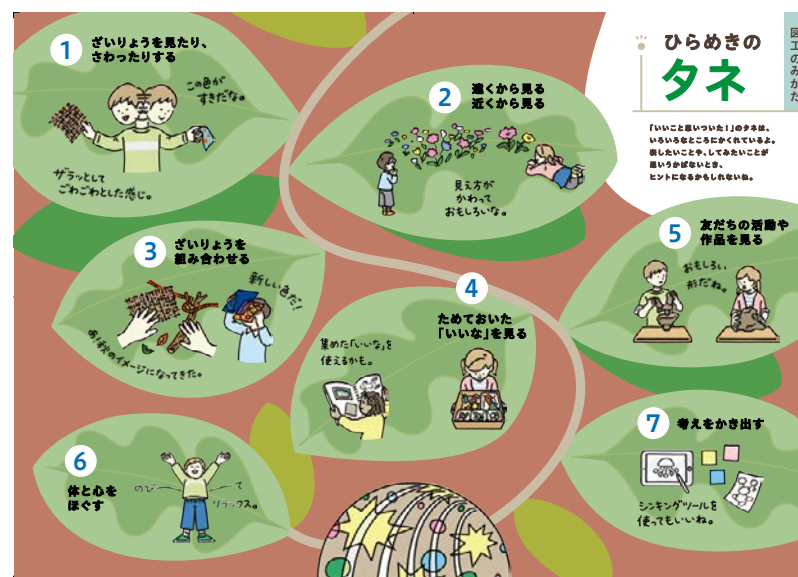 図工のみかた
ひらめきの
タネ
「いいこと思いついた!」のタネは、
いろいろなところにかくれているよ。
表したいことや、してみたいことが
思いうかばないとき、
ヒントになるかもしれないね。
1
ざいりょうを見たり、
さわったりする
この色が
すきだな。
ザラッとして
ごわごわとした感じ。
2
遠くから見る
近くから見る
見え方が
かわって
おもしろいな。
3
ざいりょうを
組み合わせる
新しい色だ!
お!秋のイメージになってきた。
4
ためておいた
「いいな」を見る
集めた「いいな」を
使えるかも。
5
友だちの活動や
作品を見る
おもしろい
形だね。
6
体と心を
ほぐす
のびーて
リラックス。
7
考えをかき出す
シンキングツールを
使ってもいいね。